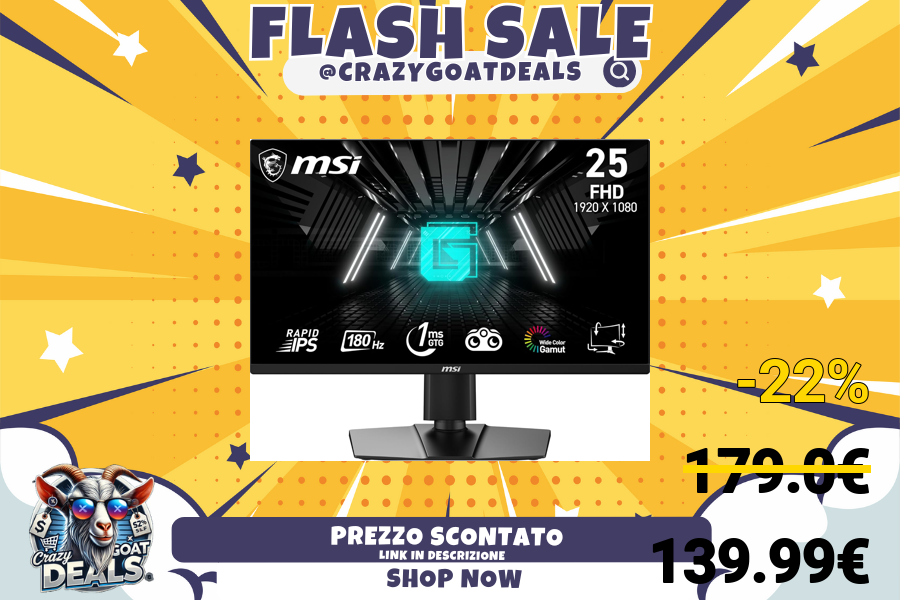 FLASH SALE
@CRAZYGOATDEALS
msi
25
FHD
1920 X 1080
G
RAPID
IPS
180Hz
1ms
GTG
Wide Color
Gamut
msi
-22%
179.0€
$
52%
Crazy
GOAT
DEALS
PREZZO SCONTATO
LINK IN DESCRIZIONE
SHOP NOW
139.99€